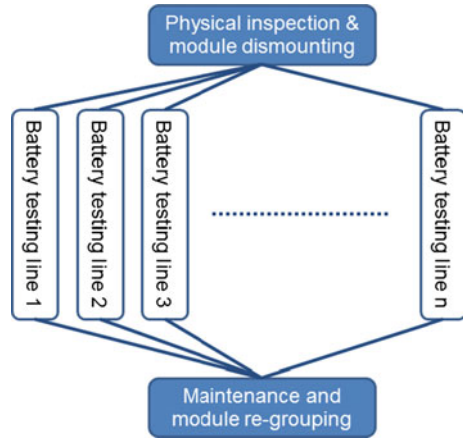 Physical inspection &
module dismounting
Battery testing line 1
Battery testing line 2
Battery testing line 3
Battery testing line n
Maintenance and
module re-grouping